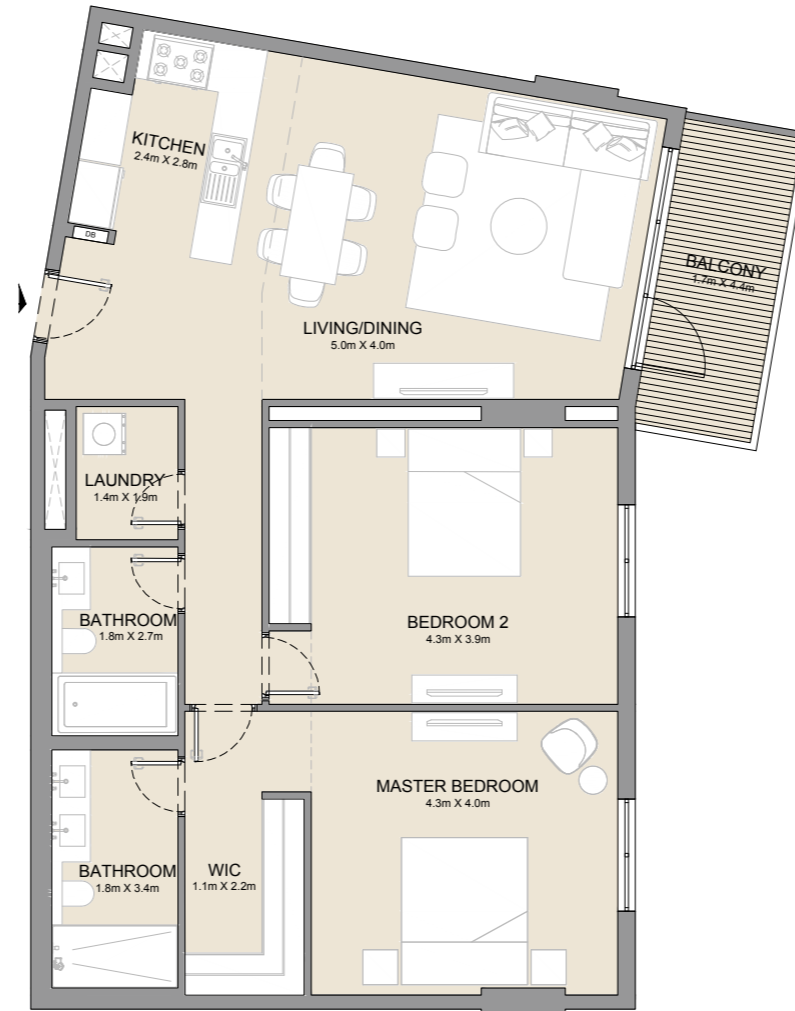 KITCHEN
2.4m X 2.8m
DB
BALCONY
1.7m X 4.4m
LIVING/DINING
5.0m X 4.0m
LAUNDRY
1.4m X 1.9m
BATHROOM
1.8m X 2.7m
BEDROOM 2
4.3m X 3.9m
MASTER BEDROOM
4.3m X 4.0m
BATHROOM
1.8m X 3.4m
WIC
1.1m X 2.2m